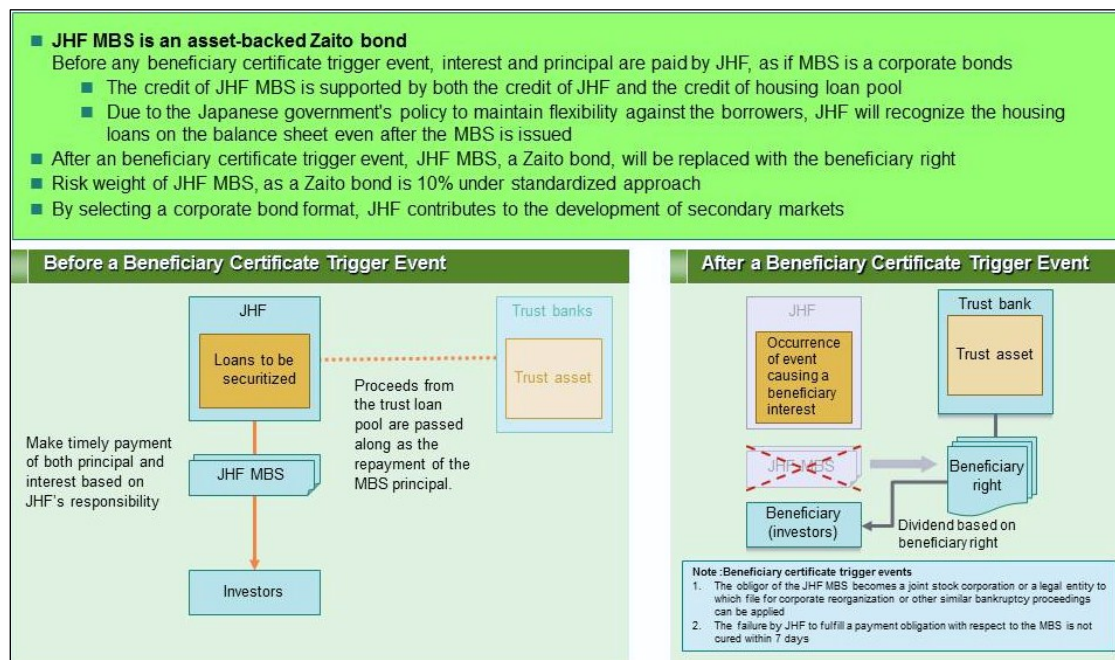 JHF MBS is an asset-backed Zaito bond
Before any beneficiary certificate trigger event, interest and principal are paid by JHF, as if MBS is a corporate bonds
The credit of JHF MBS is supported by both the credit of JHF and the credit of housing loan pool
Due to the Japanese government's policy to maintain flexibility against the borrowers, JHF will recognize the housing
loans on the balance sheet even after the MBS is issued
After an beneficiary certificate trigger event, JHF MBS, a Zaito bond, will be replaced with the beneficiary right
Risk weight of JHF MBS, as a Zaito bond is 10% under standardized approach
By selecting a corporate bond format, JHF contributes to the development of secondary markets
Before a Beneficiary Certificate Trigger Event
JHF
Loans to be
securitized
Trust banks
Trust asset
Proceeds from
the trust loan
pool are passed
along as the
repayment of the
MBS principal.
Make timely payment
of both principal and
interest based on
JHF's responsibility
JHF MBS
Investors
After a Beneficiary Certificate Trigger Event
JHF
Occurrence
of event
causing a
beneficiary
interest
Trust bank
Trust asset
JHF MBS
Beneficiary
right
Beneficiary
(investors)
Dividend based on
beneficiary right
Note :Beneficiary certificate trigger events
1. The obligor of the JHF MBS becomes a joint stock corporation or a legal entity to
which file for corporate reorganization or other similar bankruptcy proceedings
can be applied
2. The failure by JHF to fulfill a payment obligation with respect to the MBS is not
cured within 7 days